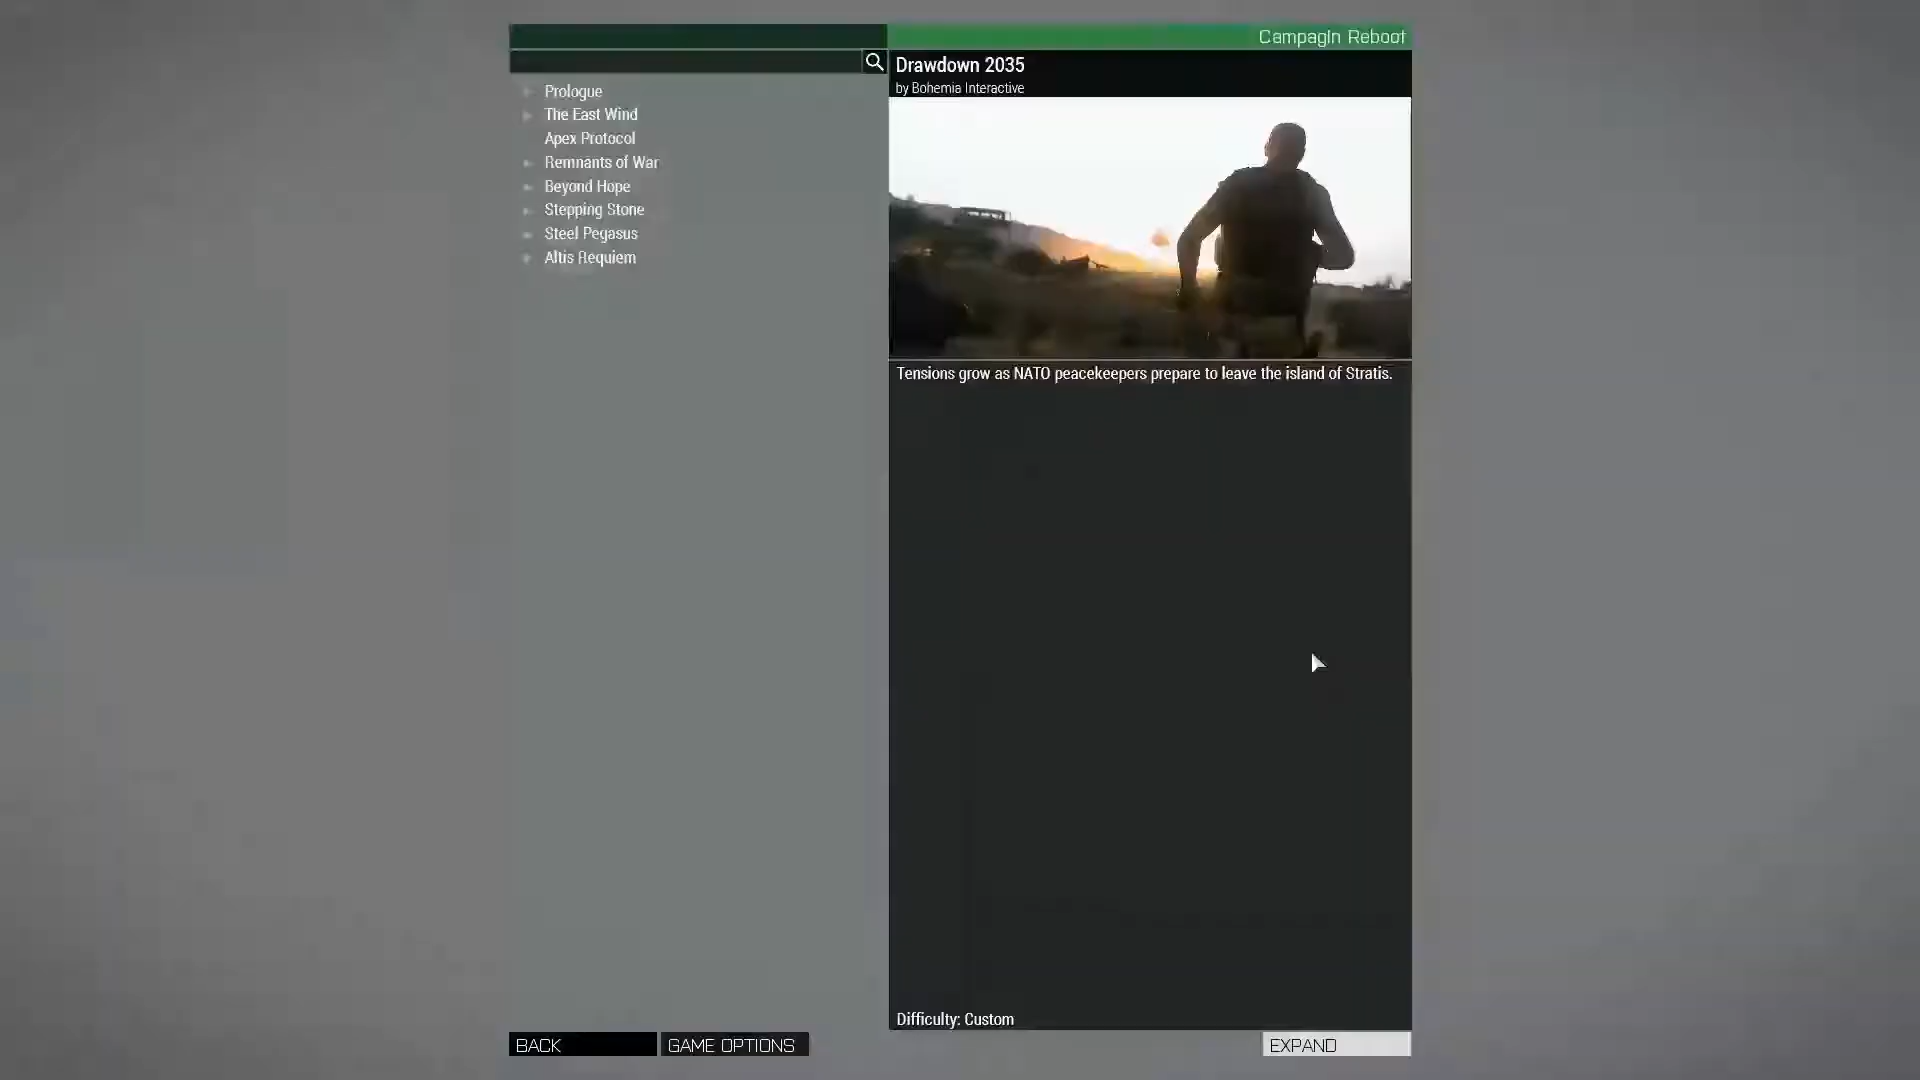 CampagIn Reboot
Drawdown 2035
by Bohemia Interactive
Prologue
The East Wind
Apex Protocol
Remnants of War
Beyond Hope
Stepping Stone
Steel Pegasus
Altis Requiem
Tensions grow as NATO peacekeepers prepare to leave the island of Stratis.
Difficulty: Custom
BACK
GAME OPTIONS
EXPAND